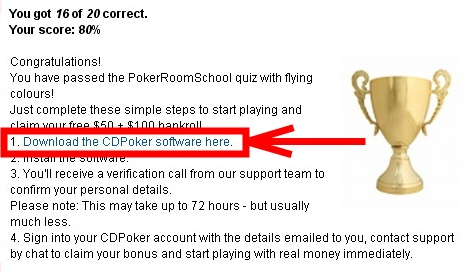 You got 16 of 20 correct.
Your score: 80%
Congratulations!
You have passed the PokerRoomSchool quiz with flying
colours!
Just complete these simple steps to start playing and
claim your free $50 + $100 bankroll
1. Download the CDPoker software here.
2. Install the software.
3. You'll receive a verification call from our support team to
confirm your personal details.
Please note: This may take up to 72 hours - but usually
much less.
4. Sign into your CDPoker account with the details emailed to you, contact support
by chat to claim your bonus and start playing with real money immediately.